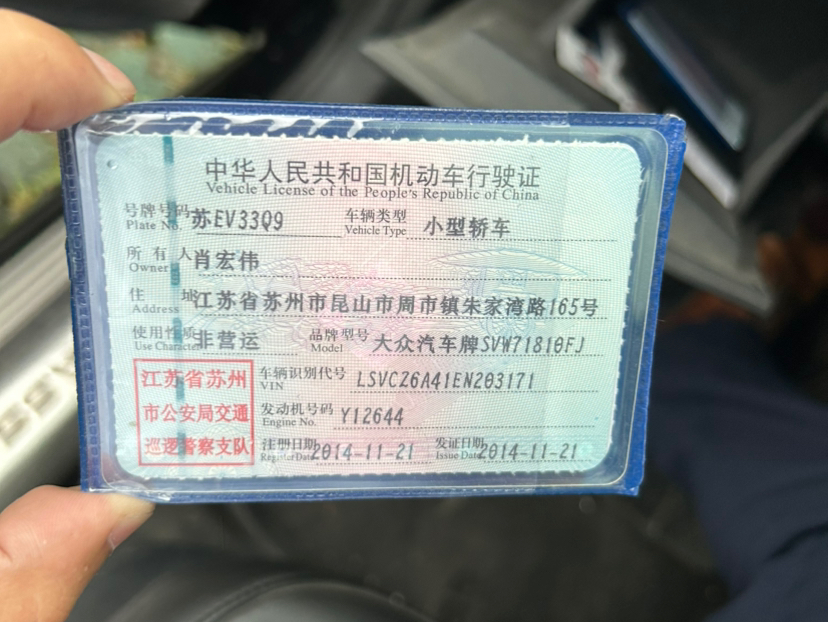 中华人民共和国机动车行驶证
Vehicle License of the People's Republic of China
号牌号码 苏EV33Q9 车辆类型 小型轿车
Plate No. Vehicle Type
所有人 肖宏伟
Owner
住址 江苏省苏州市昆山市周市镇朱家湾路165号
Address
使用性质 非营运 品牌型号 大众汽车牌SVW71810FJ
Use Character Model
江苏省苏州
市公安局交通
巡逻警察支队
车辆识别代号 LSVCZ6A41EN203171
VIN
发动机号码 Y12644
Engine No.
注册日期 2014-11-21 发证日期 2014-11-21
Register Date Issue Date